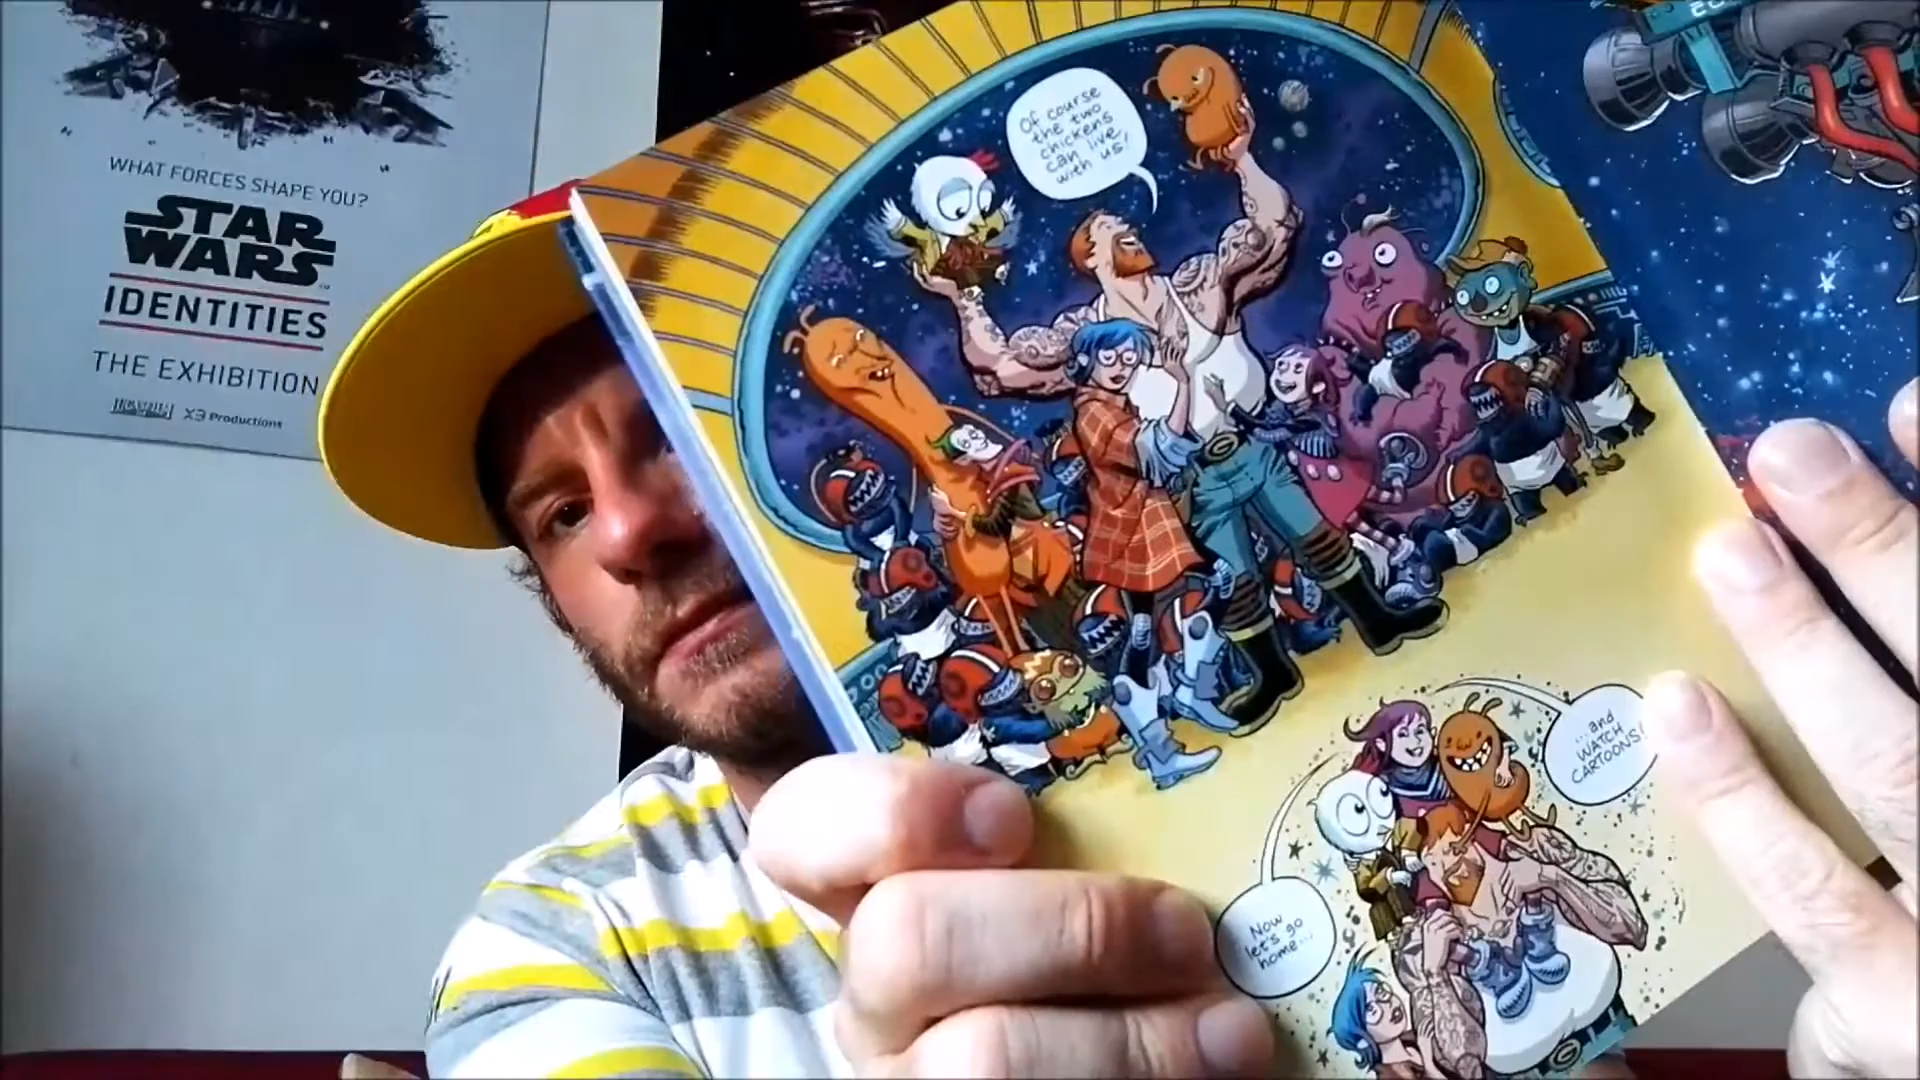 WHAT FORCES SHAPE YOU?
STAR
WARS
IDENTITIES
THE EXHIBITION
X3 Productions
Of course
the two
chickens
can live
with us!
...and
WATCH
CARTOONS!
Now
let's go
home...
G